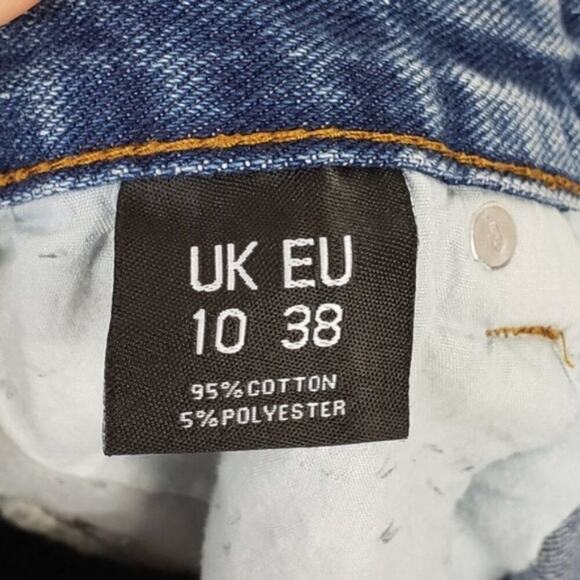 UK EU
10 38
95%COTTON
5%POLYESTER